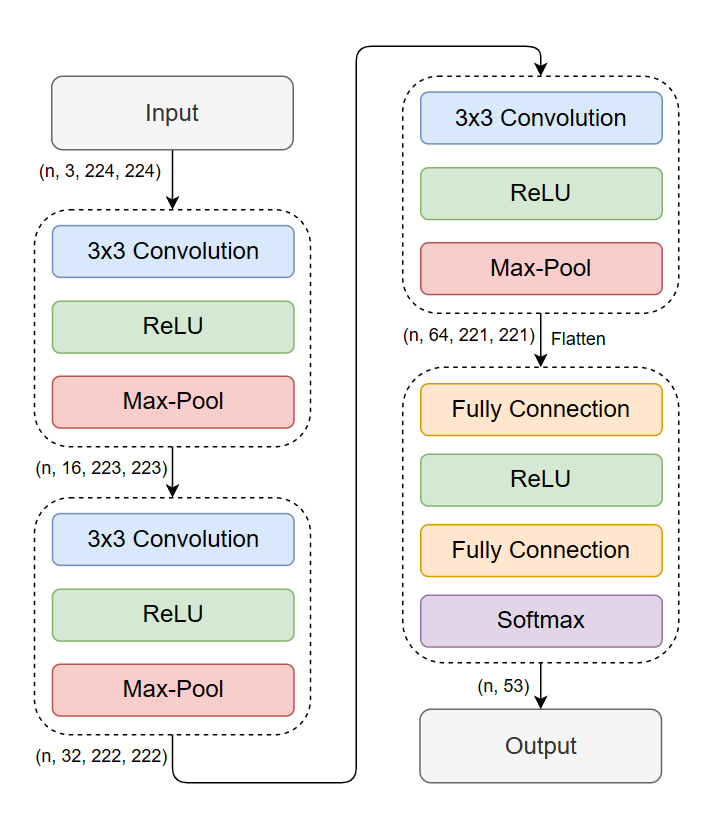 Input
(n, 3, 224, 224)
3x3 Convolution
ReLU
Max-Pool
(n, 16, 223, 223)
3x3 Convolution
ReLU
Max-Pool
(n, 32, 222, 222)
3x3 Convolution
ReLU
Max-Pool
(n, 64, 221, 221)
Flatten
Fully Connection
ReLU
Fully Connection
Softmax
(n, 53)
Output